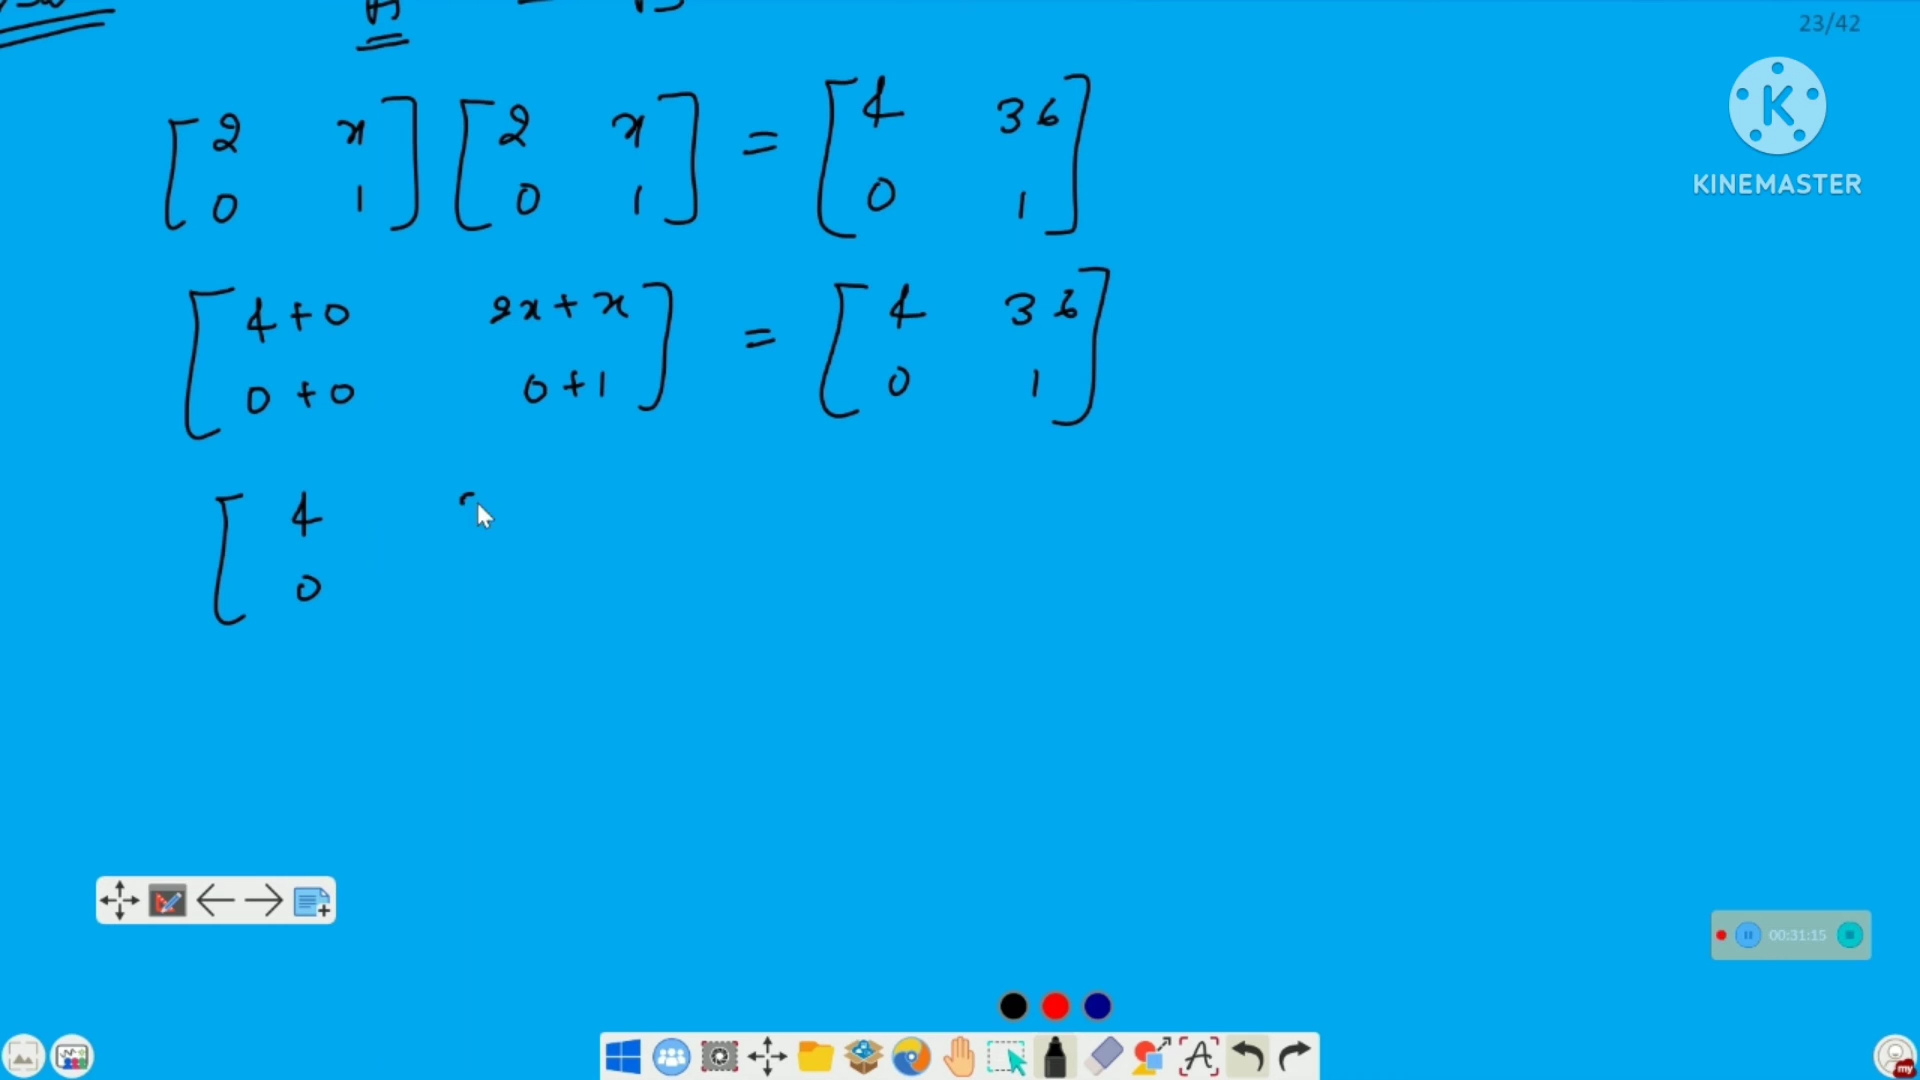 23/42
KINEMASTER
[2 x] [2 x] = [4 36]
[0 1] [0 1] [0 1]
[4+0 2x+x] = [4 36]
[0+0 0+1] [0 1]
[4
0
00:31:15
my